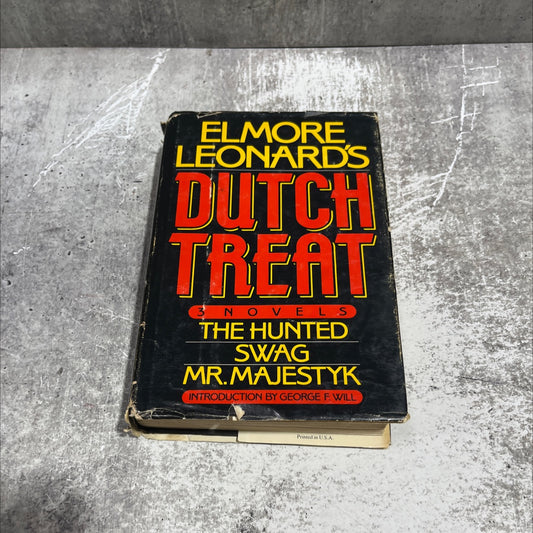 ELMORE
LEONARD'S
DUTCH
TREAT
3 NOVELS
THE HUNTED
SWAG
MR. MAJESTYK
INTRODUCTION BY GEORGE F. WILL
Printed in U.S.A.